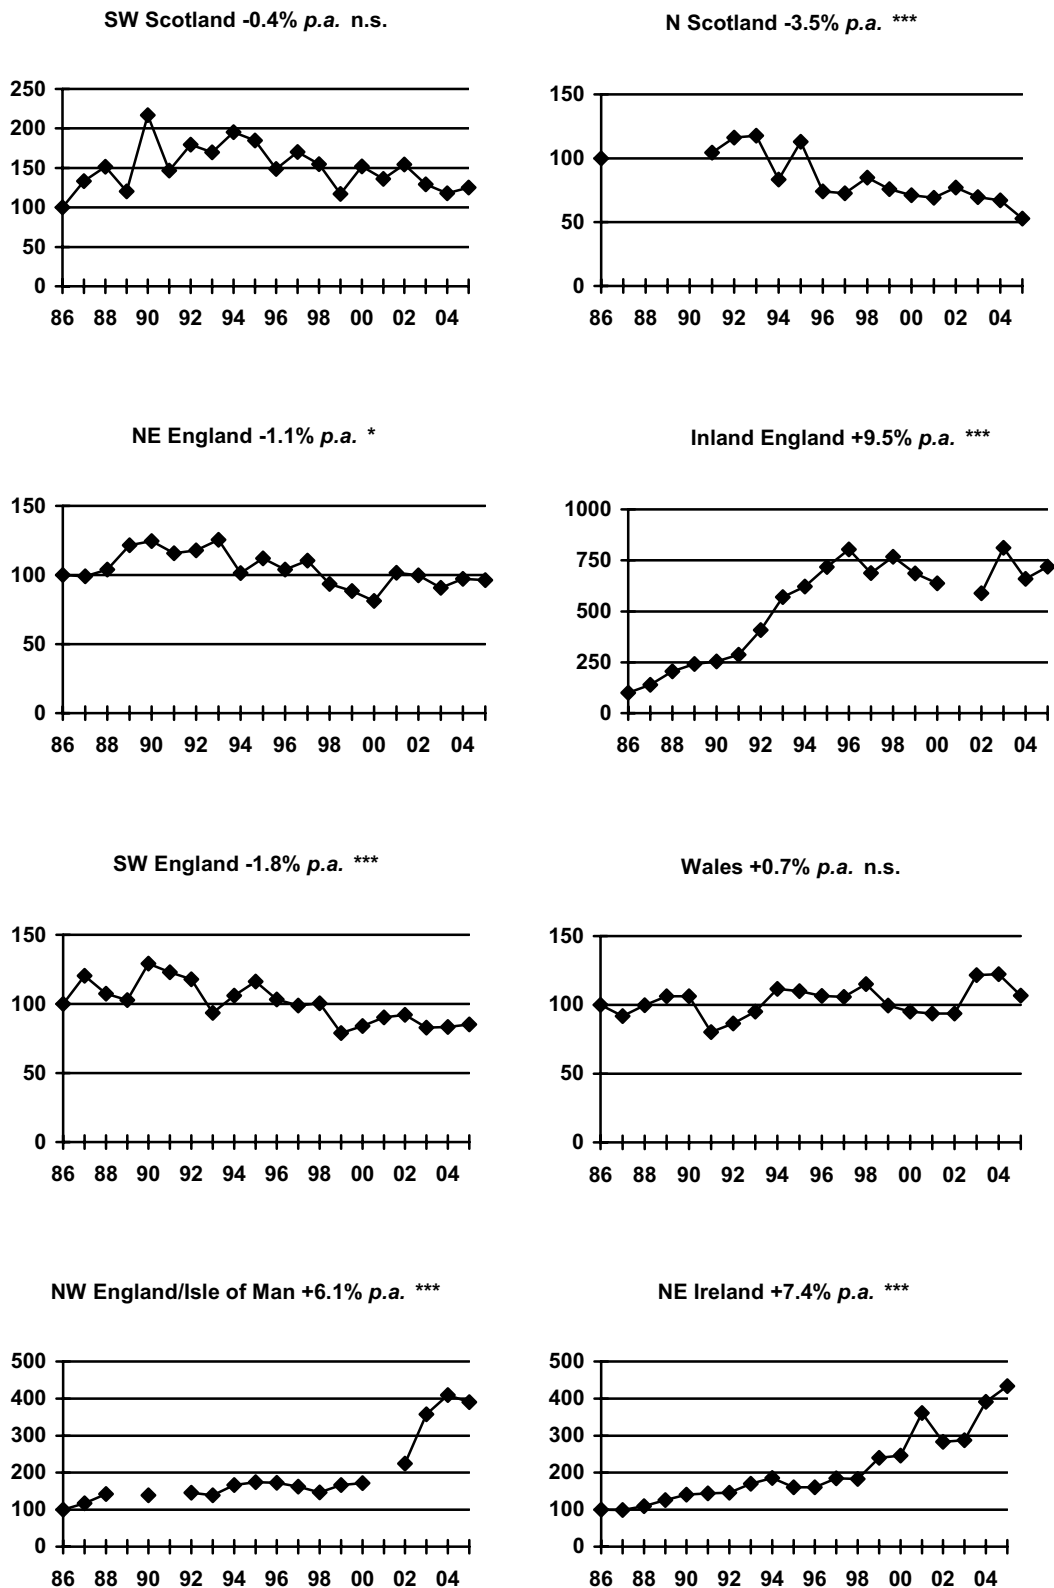 SW Scotland -0.4% p.a. n.s.
250
200
150
100
50
0
86 88 90 92 94 96 98 00 02 04
N Scotland -3.5% p.a. ***
150
100
50
0
86 88 90 92 94 96 98 00 02 04
NE England -1.1% p.a. *
150
100
50
0
86 88 90 92 94 96 98 00 02 04
Inland England +9.5% p.a. ***
1000
750
500
250
0
86 88 90 92 94 96 98 00 02 04
SW England -1.8% p.a. ***
150
100
50
0
86 88 90 92 94 96 98 00 02 04
Wales +0.7% p.a. n.s.
150
100
50
0
86 88 90 92 94 96 98 00 02 04
NW England/Isle of Man +6.1% p.a. ***
500
400
300
200
100
0
86 88 90 92 94 96 98 00 02 04
NE Ireland +7.4% p.a. ***
500
400
300
200
100
0
86 88 90 92 94 96 98 00 02 04